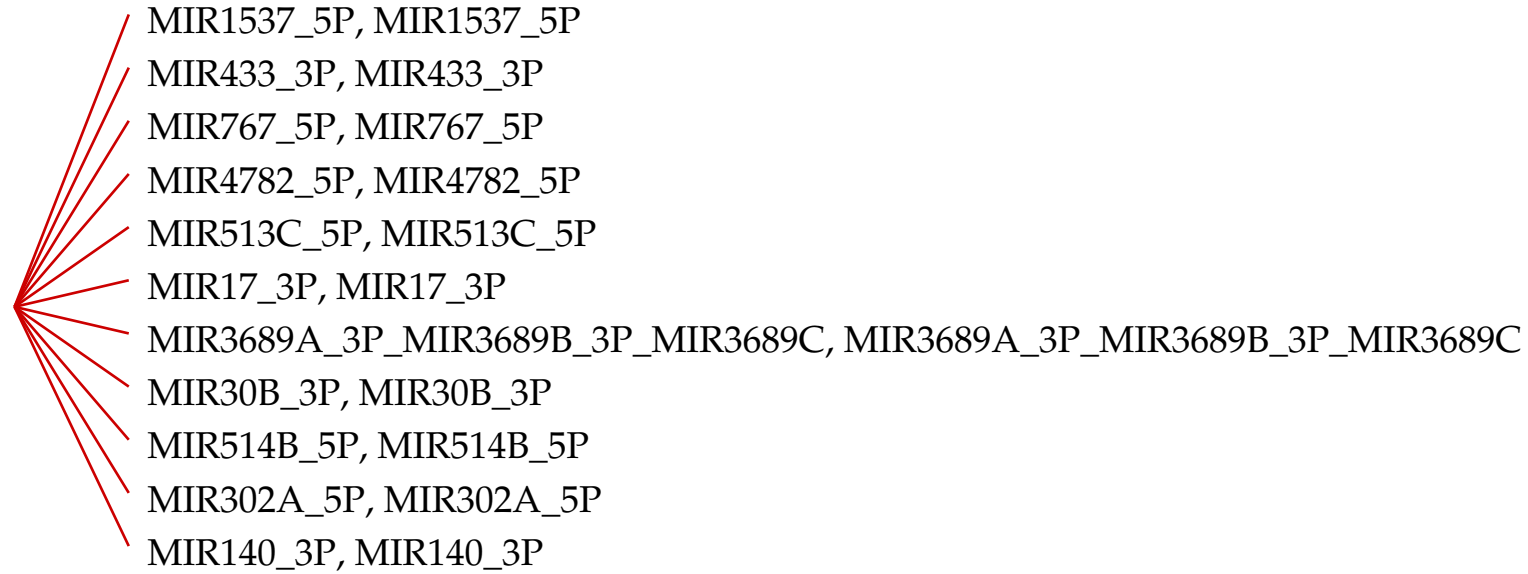 MIR1537_5P, MIR1537_5P
MIR433_3P, MIR433_3P
MIR767_5P, MIR767_5P
MIR4782_5P, MIR4782_5P
MIR513C_5P, MIR513C_5P
MIR17_3P, MIR17_3P
MIR3689A_3P_MIR3689B_3P_MIR3689C, MIR3689A_3P_MIR3689B_3P_MIR3689C
MIR30B_3P, MIR30B_3P
MIR514B_5P, MIR514B_5P
MIR302A_5P, MIR302A_5P
MIR140_3P, MIR140_3P